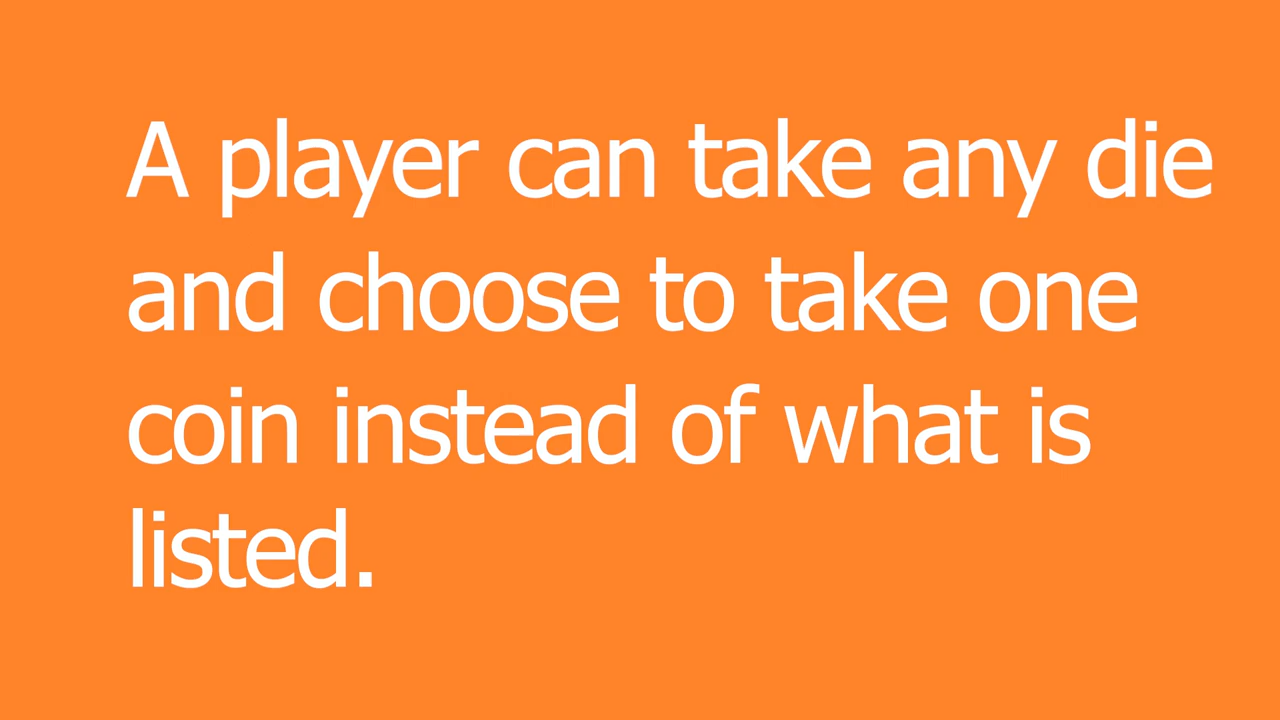 A player can take any die
and choose to take one
coin instead of what is
listed.